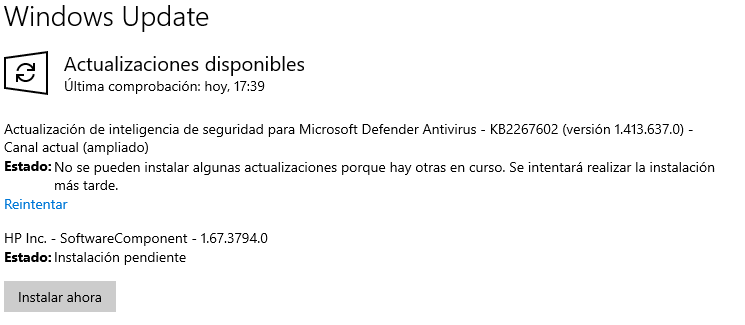 Windows Update
Actualizaciones disponibles
Última comprobación: hoy, 17:39
Actualización de inteligencia de seguridad para Microsoft Defender Antivirus - KB2267602 (versión 1.413.637.0) -
Canal actual (ampliado)
Estado: No se pueden instalar algunas actualizaciones porque hay otras en curso. Se intentará realizar la instalación
más tarde.
Reintentar
HP Inc. - SoftwareComponent - 1.67.3794.0
Estado: Instalación pendiente
Instalar ahora